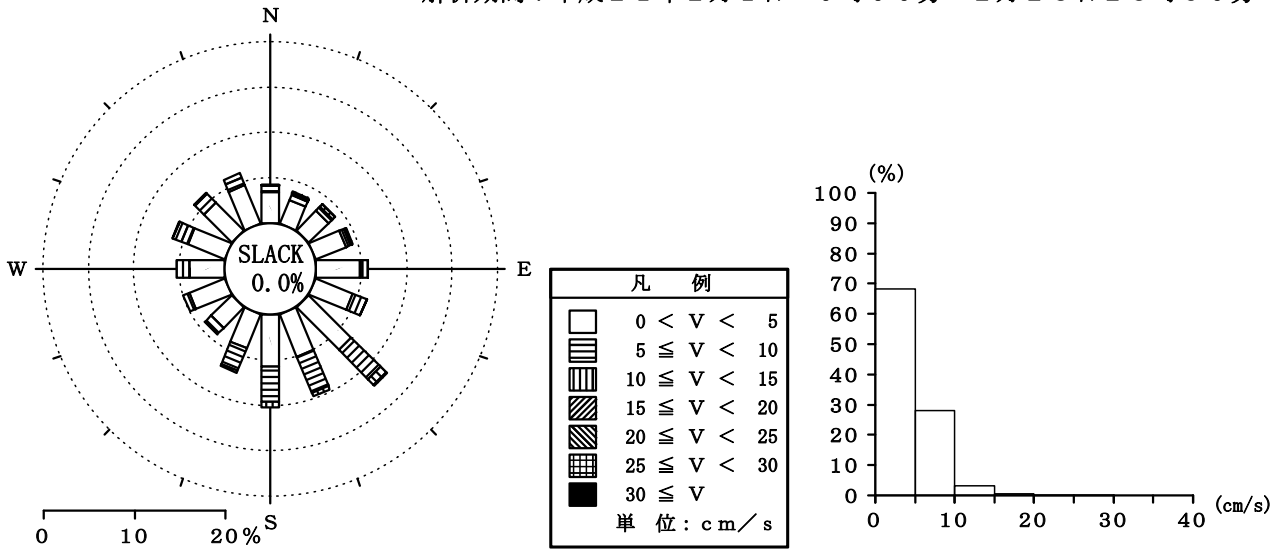 N
W
E
S
SLACK
0.0%
0 10 20%
凡 例
0 < V < 5
5 ≦ V < 10
10 ≦ V < 15
15 ≦ V < 20
20 ≦ V < 25
25 ≦ V < 30
30 ≦ V
単 位:cm/s
(%)
100
90
80
70
60
50
40
30
20
10
0
0 10 20 30 40 (cm/s)